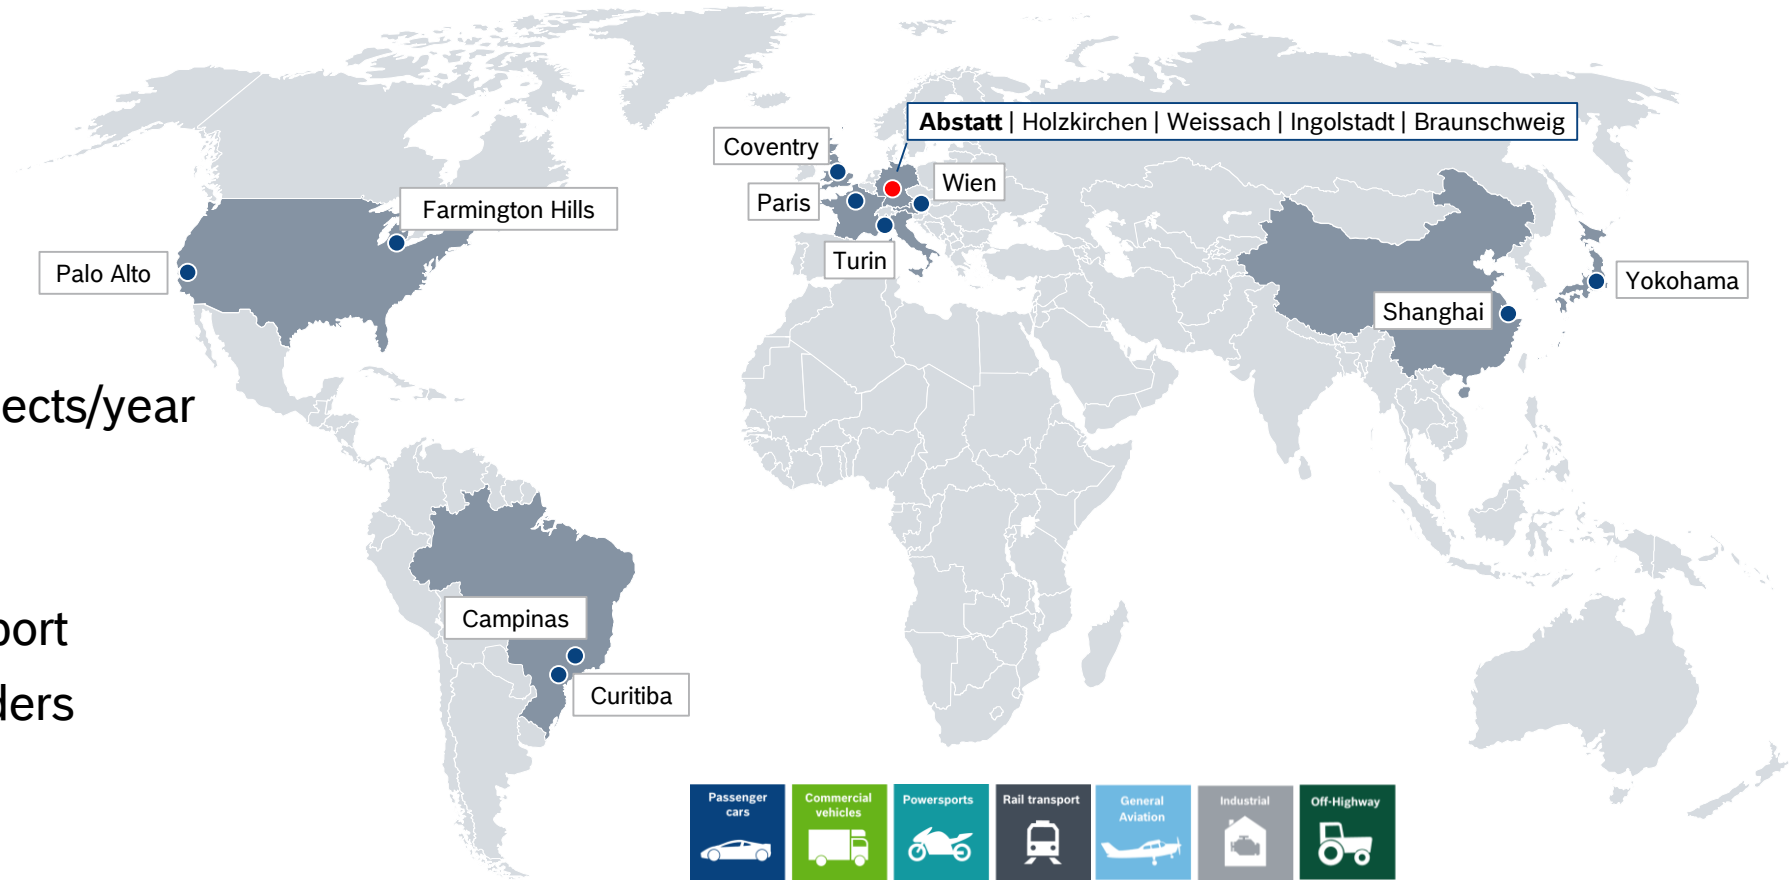 Abstatt | Holzkirchen | Weissach | Ingolstadt | Braunschweig
Coventry
Wien
Paris
Farmington Hills
Turin
Palo Alto
Yokohama
Shanghai
ects/year
Campinas
port
ders
Curitiba
Passenger
cars
Commercial
vehicles
Powersports
Rail transport
General
Aviation
Industrial
Off-Highway